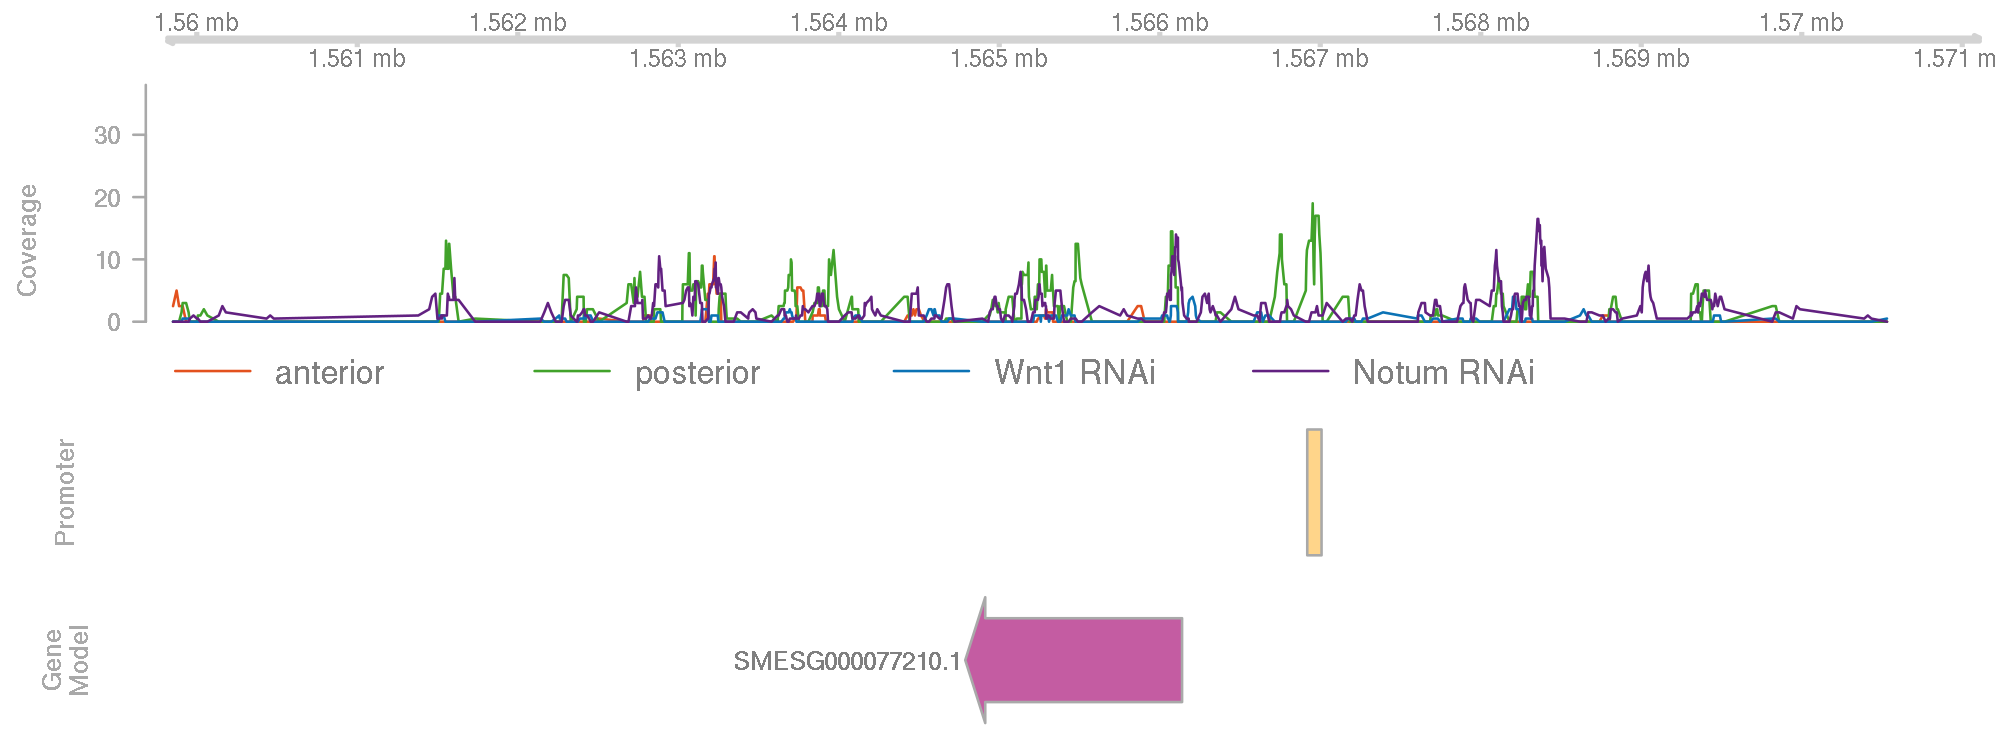 1.56 mb 1.562 mb 1.564 mb 1.566 mb 1.568 mb 1.57 mb
1.561 mb 1.563 mb 1.565 mb 1.567 mb 1.569 mb 1.571 m
Coverage
30
20
10
0
anterior posterior Wnt1 RNAi Notum RNAi
Promoter
Gene
Model
SMESG000077210.1